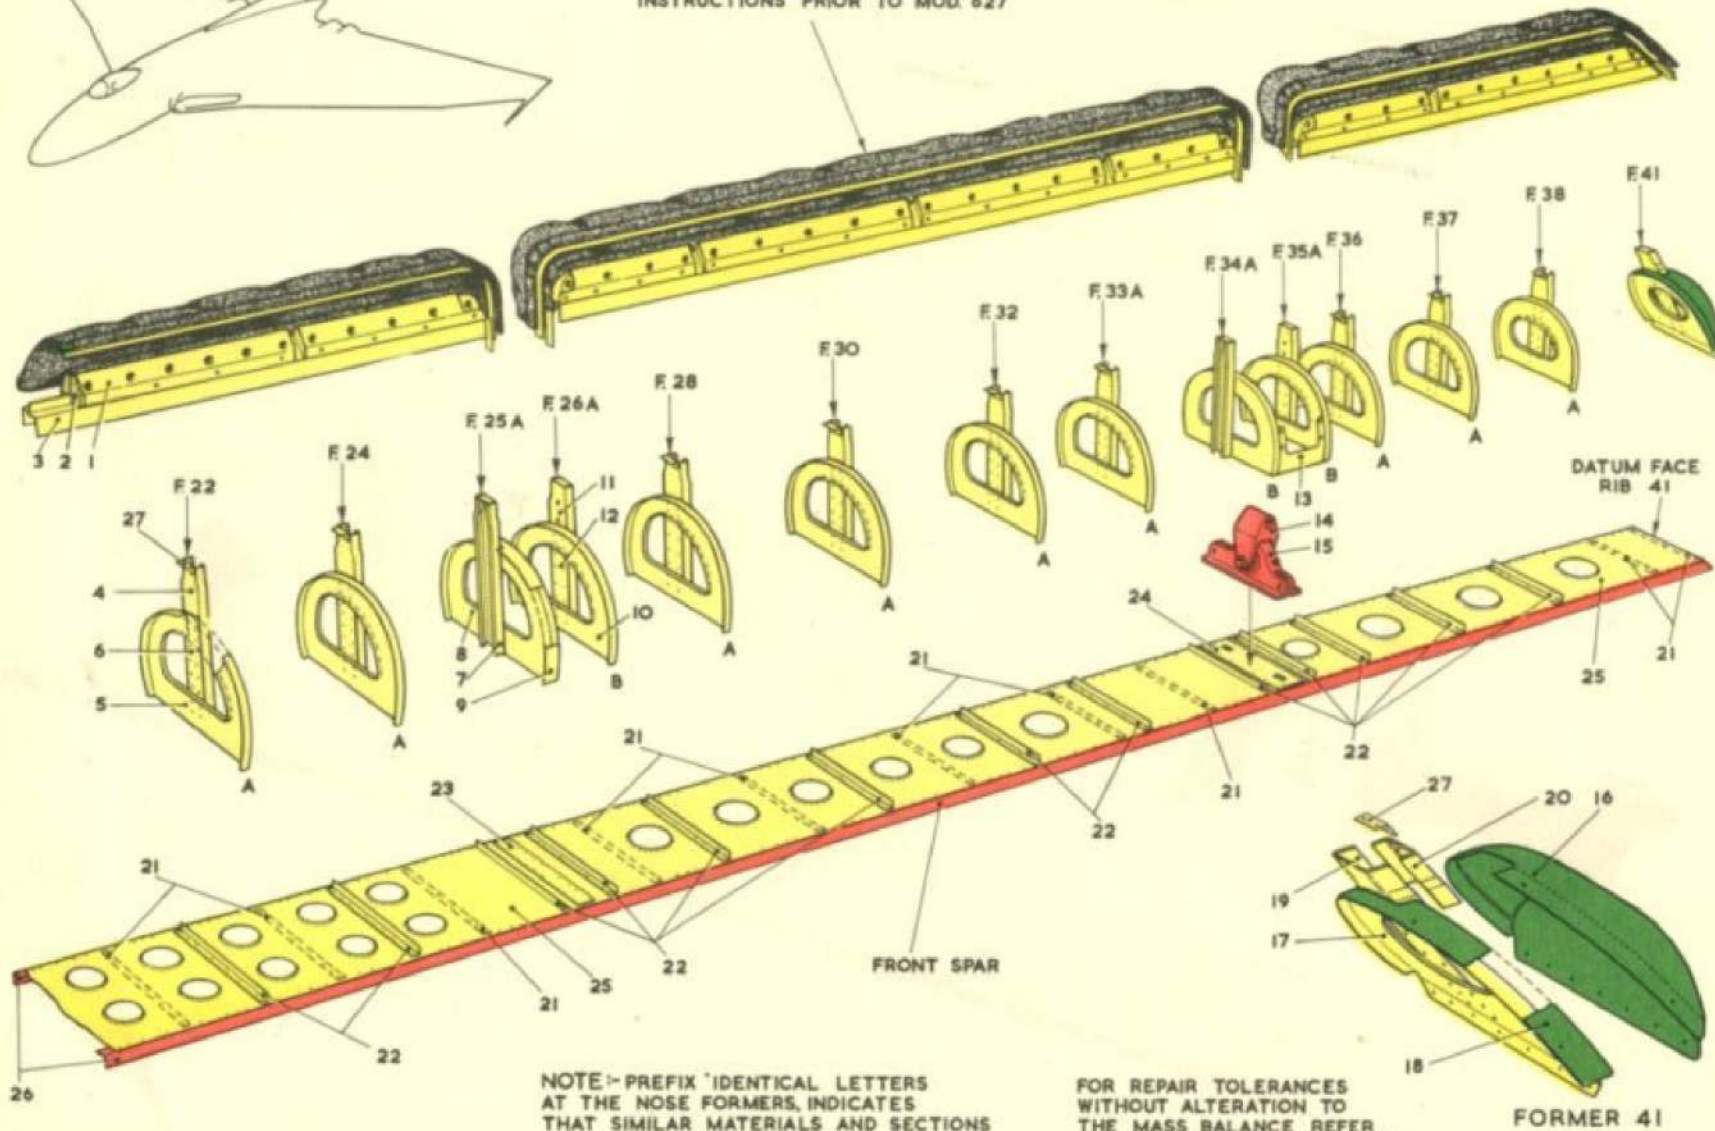 INSTRUCTIONS PRIOR TO MOD. 627
F.41
F.38
F.37
F.36
F.35A
F.34A
F.33A
F.32
F.30
F.28
F.26A
F.25A
F.24
F.22
3 2 1
27
4
6
5
A
A
8
7
9
11
12
10
B
A
A
A
A
B
13
B
A
A
A
14
15
DATUM FACE
RIB 41
24
21
25
21
22
21
22
21
23
21
22
25
21
22
26
FRONT SPAR
27
20
16
19
17
18
FORMER 41
NOTE:- PREFIX IDENTICAL LETTERS
AT THE NOSE FORMERS, INDICATES
THAT SIMILAR MATERIALS AND SECTIONS
FOR REPAIR TOLERANCES
WITHOUT ALTERATION TO
THE MASS BALANCE REFER